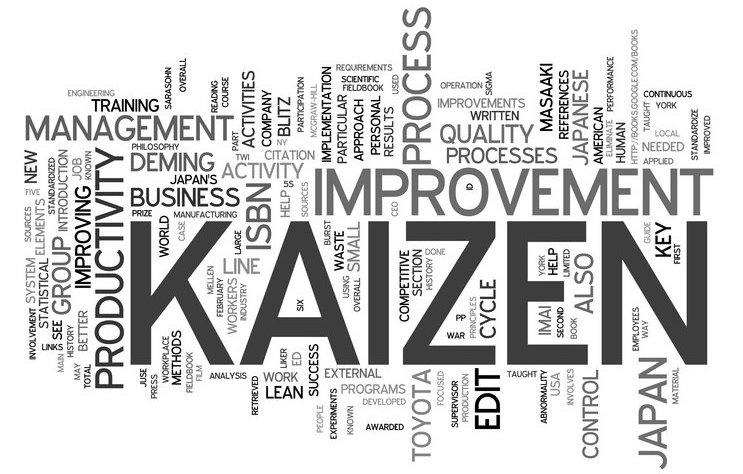 PROCESS
ENGINEERING
TRAINING
SARASOHN
OVERALL
READING
COURSE
ACTIVITIES
COMPANY
BLITZ
NY
PARTICIPATION
MCGRAW-HILL
IMPLEMENTATION
REQUIREMENTS
SCIENTIFIC
FIELDBOOK
PARTICULAR
APPROACH
PERSONAL
RESULTS
USED
OPERATION
SIGMA
IMPROVEMENTS
WRITTEN
QUALITY
PROCESSES
MASAAKI
REFERENCES
JAPANESE
AMERICAN
ELIMINATE
PERFORMANCE
HUMAN
HTTP://BOOKS.GOOGLE.COM/BOOKS
CONTINUOUS
TAUGHT
YORK
LOCAL
NEEDED
APPLIED
STANDARDIZE
IMPROVED
MANAGEMENT
PART
PHILOSOPHY
DEMING
TWI
CITATION
ACTIVITY
JAPAN'S
BUSINESS
PRIZE
MANUFACTURING
ISBN
HELP
5S
SOURCES
CEO
ID
IMPROVEMENT
NEW
FIVE
STANDARDIZED
INTRODUCTION
JOB
KNOWN
SOURCES
ELEMENTS
GROUP
IMPROVING
PRODUCTIVITY
KAIZEN
WORLD
CASE
LARGE
BURST
WASTE
SMALL
USING
OVERALL
LINE
MELLEN
FEBRUARY
WORKERS
INDUSTRY
SIX
COMPETITIVE
SECTION
HISTORY
DONE
CYCLE
PRINCIPLES
PP
WAR
YORK
HELP
LIMITED
IMAI
SECOND
BOOK
ALSO
GUIDE
KEY
FIRST
EMPLOYEES
WAY
INVOLVEMENT
SYSTEM
STATISTICAL
LINKS
SEE
MAIN
HISTORY
MAY
BETTER
TOTAL
JUSE
PRESS
WORKPLACE
METHODS
FIELDBOOK
FILM
ANALYSIS
RETRIEVED
LIKER
WORK
ED
LEAN
SUCCESS
EXTERNAL
PROGRAMS
DEVELOPED
PEOPLE
EXPERIMENTS
KNOWN
AWARDED
TOYOTA
FOCUSED
SUPERVISOR
PRODUCTION
EDIT
TAUGHT
ABNORMALITY
USA
INVOLVES
CONTROL
JAPAN
MATERIAL